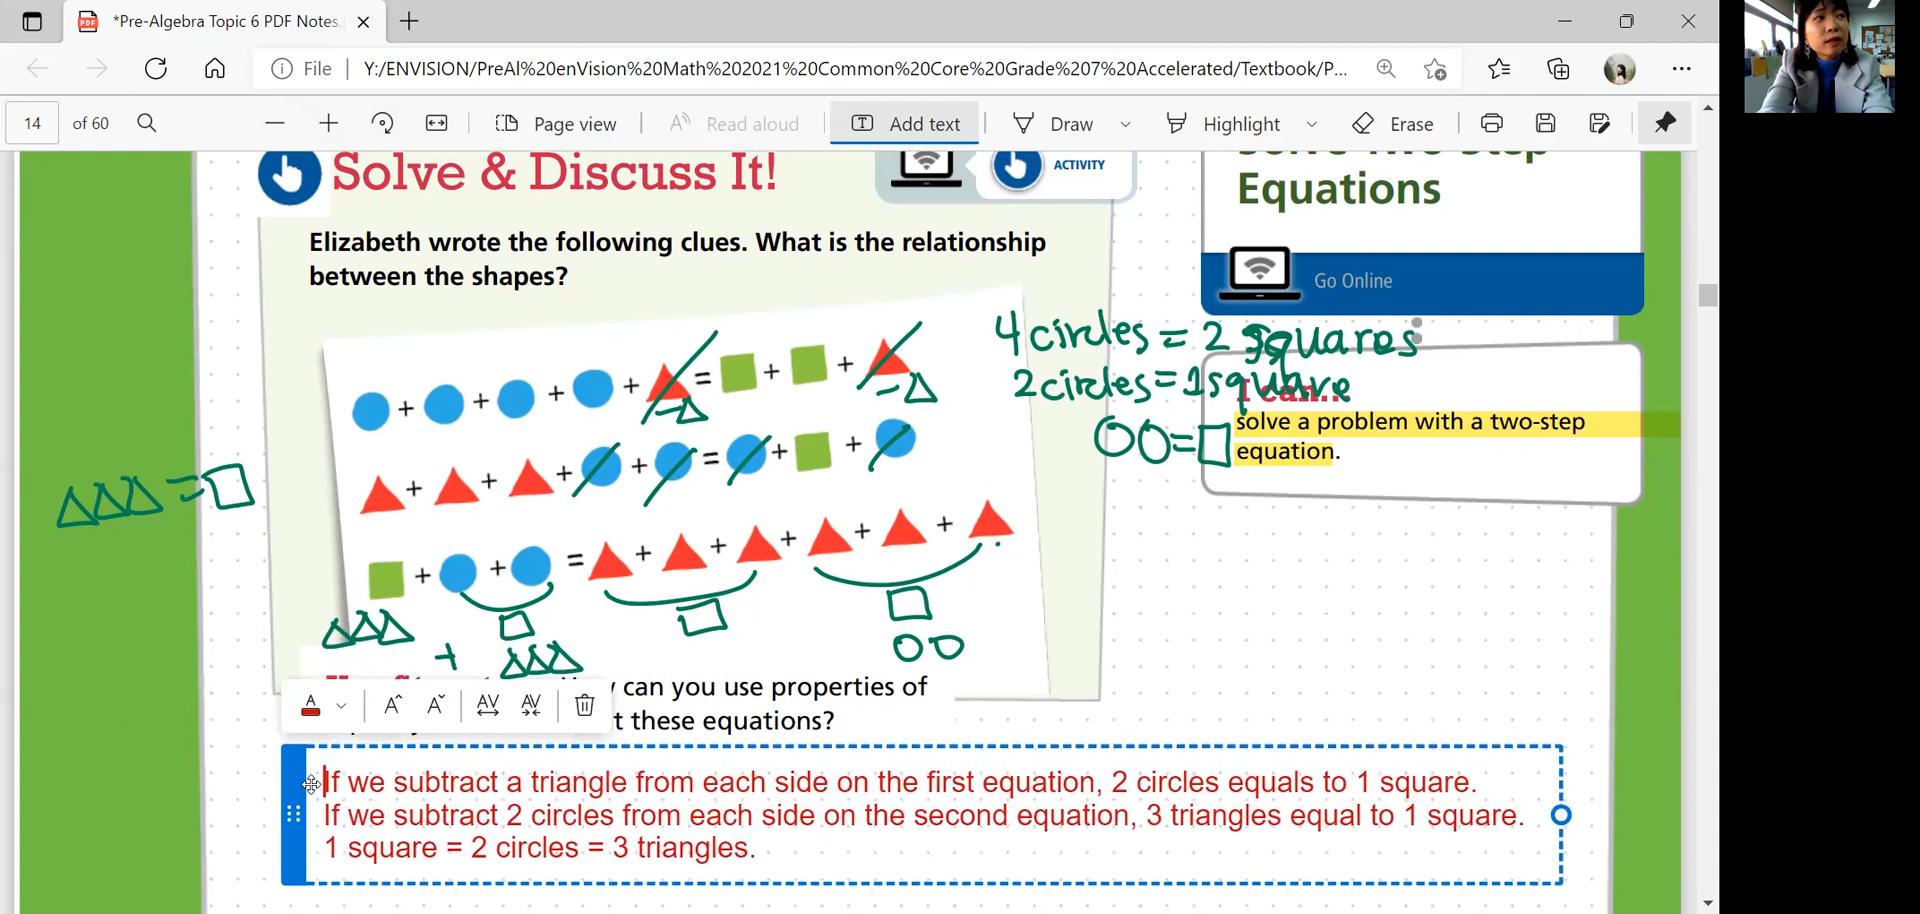 *Pre-Algebra Topic 6 PDF Notes.
File
Y:/ENVISION/PreAl%20enVision%20Math%202021%20Common%20Core%20Grade%207%20Accelerated/Textbook/P...
14 of 60
Page view
Read aloud
Add text
Draw
Highlight
Erase
Solve & Discuss It!
ACTIVITY
Equations
Go Online
Elizabeth wrote the following clues. What is the relationship
between the shapes?
4 circles = 2 squares
2 circles = 1 square
I can...
solve a problem with a two-step
equation.
can you use properties of
t these equations?
If we subtract a triangle from each side on the first equation, 2 circles equals to 1 square.
If we subtract 2 circles from each side on the second equation, 3 triangles equal to 1 square.
1 square = 2 circles = 3 triangles.